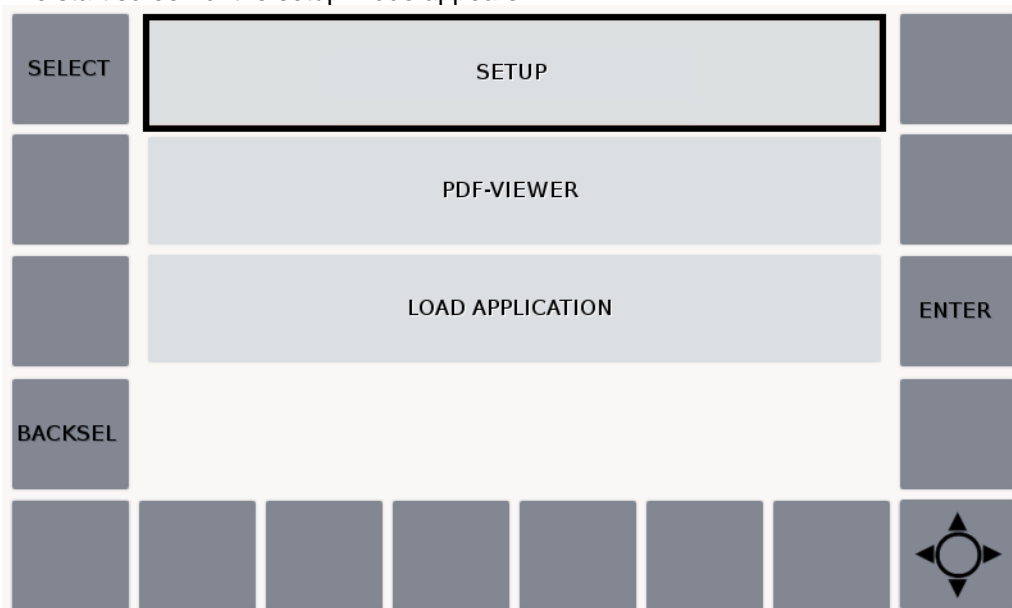 SELECT
SETUP
PDF-VIEWER
LOAD APPLICATION
ENTER
BACKSEL